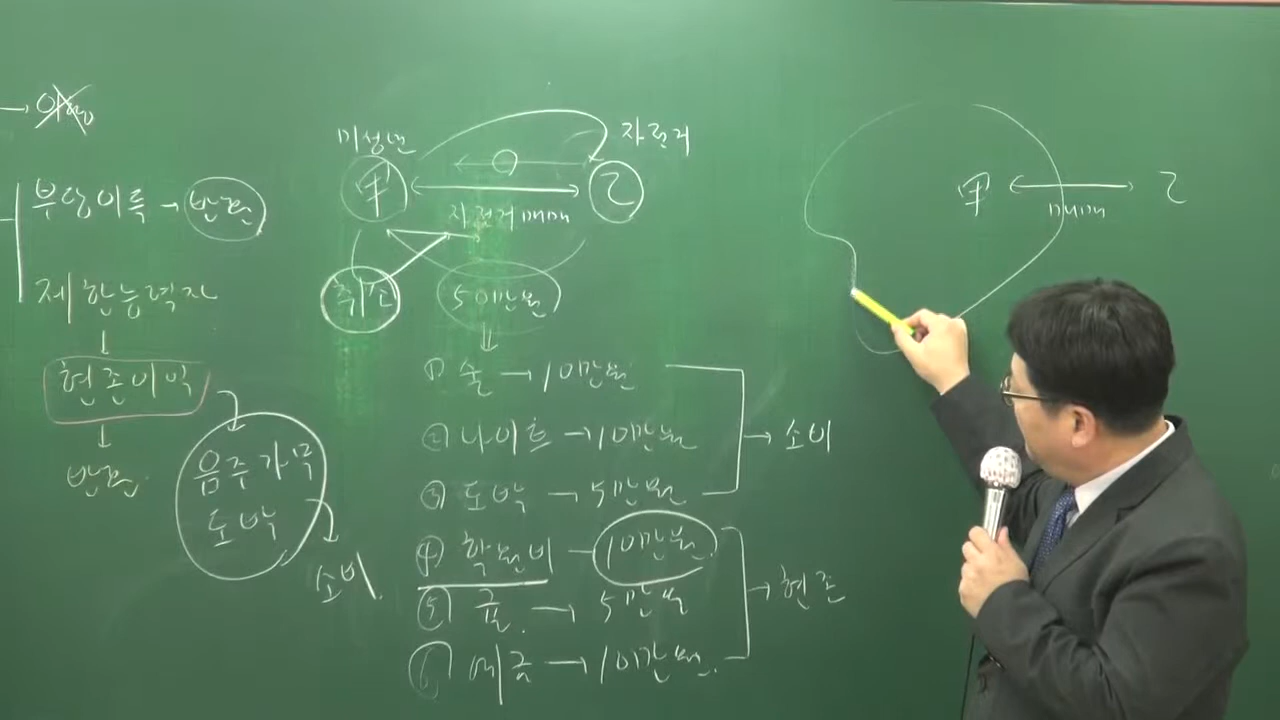 부당이득 → 반환
제한능력자
↓
현존이익
↓
반환
음주가무
도박
소비
미성년
甲
자전거
乙
자전거 매매
취소
50만원
① 술 → 10만원
② 나이트 → 10만원
③ 도박 → 5만원
→ 소비
④ 학원비 - 10만원
⑤ 쿠폰 → 5만원
⑥ 예금 → 10만원
→ 현존
甲 ↔ 乙
매매